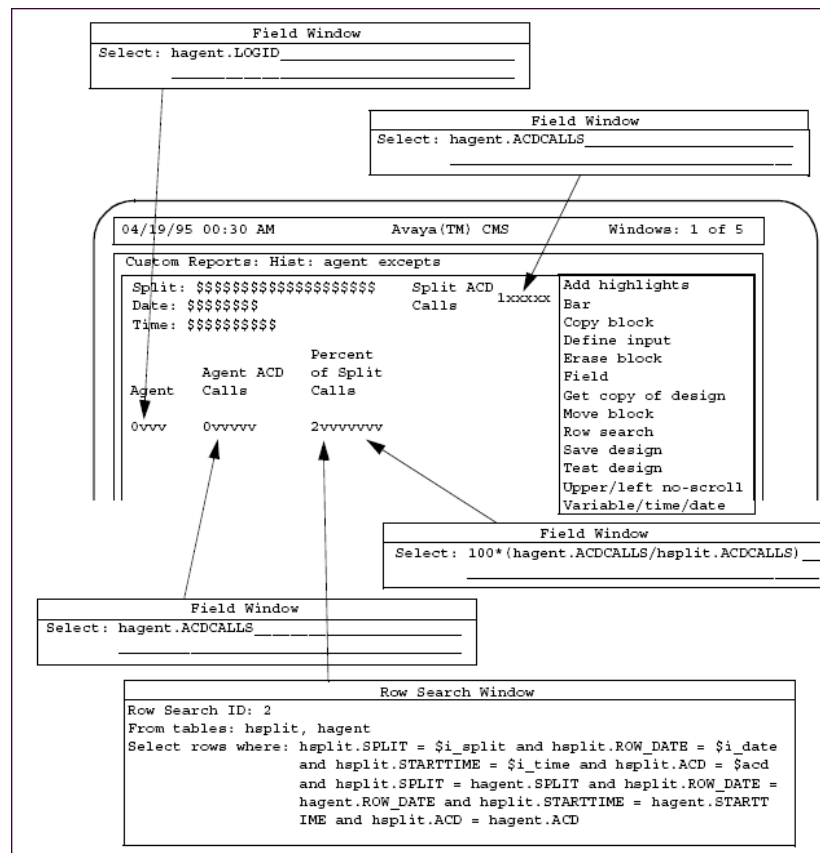 Field Window
Select: hagent.LOGID
Field Window
Select: hagent.ACDCALLS
04/19/95 00:30 AM Avaya(TM) CMS Windows: 1 of 5
Custom Reports: Hist: agent excepts
Split: $$$$$$$$$$$$$$$$$$$$ Split ACD 1xxxxx
Date: $$$$$$$$ Calls
Time: $$$$$$$$$$
Percent
Agent ACD of Split
Agent Calls Calls
0vvv 0vvvvv 2vvvvvvv
Add highlights
Bar
Copy block
Define input
Erase block
Field
Get copy of design
Move block
Row search
Save design
Test design
Upper/left no-scroll
Variable/time/date
Field Window
Select: 100*(hagent.ACDCALLS/hsplit.ACDCALLS)
Field Window
Select: hagent.ACDCALLS
Row Search Window
Row Search ID: 2
From tables: hsplit, hagent
Select rows where: hsplit.SPLIT = $i_split and hsplit.ROW_DATE = $i_date
and hsplit.STARTTIME = $i_time and hsplit.ACD = $acd
and hsplit.SPLIT = hagent.SPLIT and hsplit.ROW_DATE =
hagent.ROW_DATE and hsplit.STARTTIME = hagent.STARTT
IME and hsplit.ACD = hagent.ACD